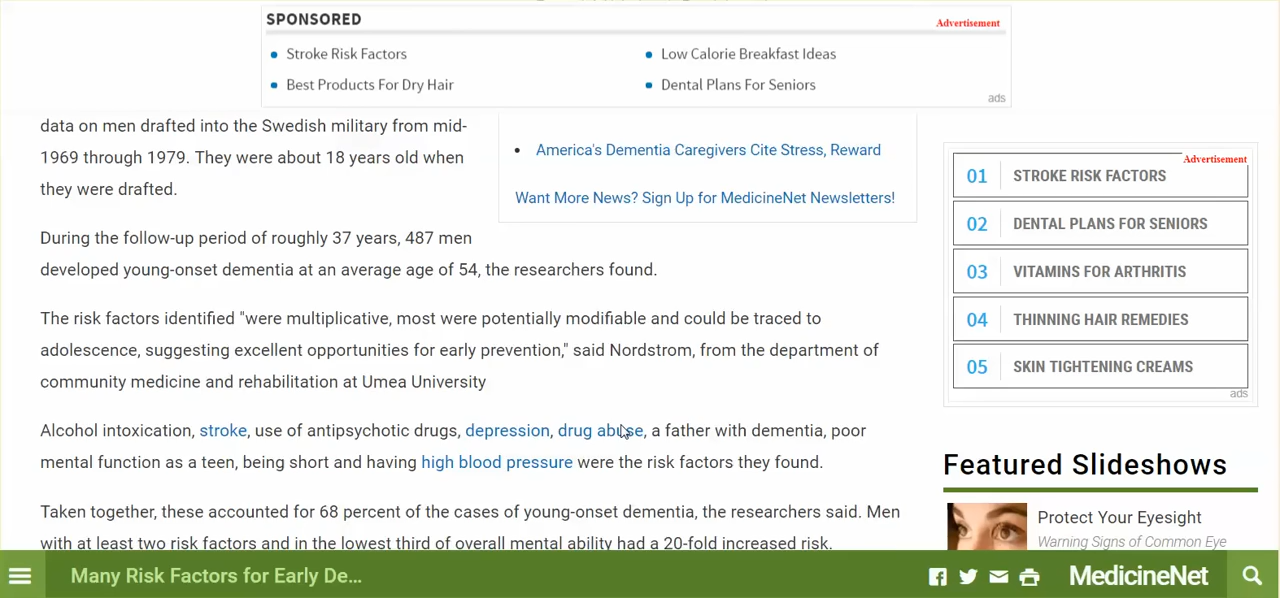 SPONSORED
Advertisement
Stroke Risk Factors
Low Calorie Breakfast Ideas
Best Products For Dry Hair
Dental Plans For Seniors
ads
data on men drafted into the Swedish military from mid-
1969 through 1979. They were about 18 years old when
they were drafted.
America's Dementia Caregivers Cite Stress, Reward
Want More News? Sign Up for MedicineNet Newsletters!
During the follow-up period of roughly 37 years, 487 men
developed young-onset dementia at an average age of 54, the researchers found.
The risk factors identified "were multiplicative, most were potentially modifiable and could be traced to
adolescence, suggesting excellent opportunities for early prevention," said Nordstrom, from the department of
community medicine and rehabilitation at Umea University
Alcohol intoxication, stroke, use of antipsychotic drugs, depression, drug abuse, a father with dementia, poor
mental function as a teen, being short and having high blood pressure were the risk factors they found.
Taken together, these accounted for 68 percent of the cases of young-onset dementia, the researchers said. Men
with at least two risk factors and in the lowest third of overall mental ability had a 20-fold increased risk.
Advertisement
01 STROKE RISK FACTORS
02 DENTAL PLANS FOR SENIORS
03 VITAMINS FOR ARTHRITIS
04 THINNING HAIR REMEDIES
05 SKIN TIGHTENING CREAMS
ads
Featured Slideshows
Protect Your Eyesight
Warning Signs of Common Eye
Many Risk Factors for Early De...
MedicineNet